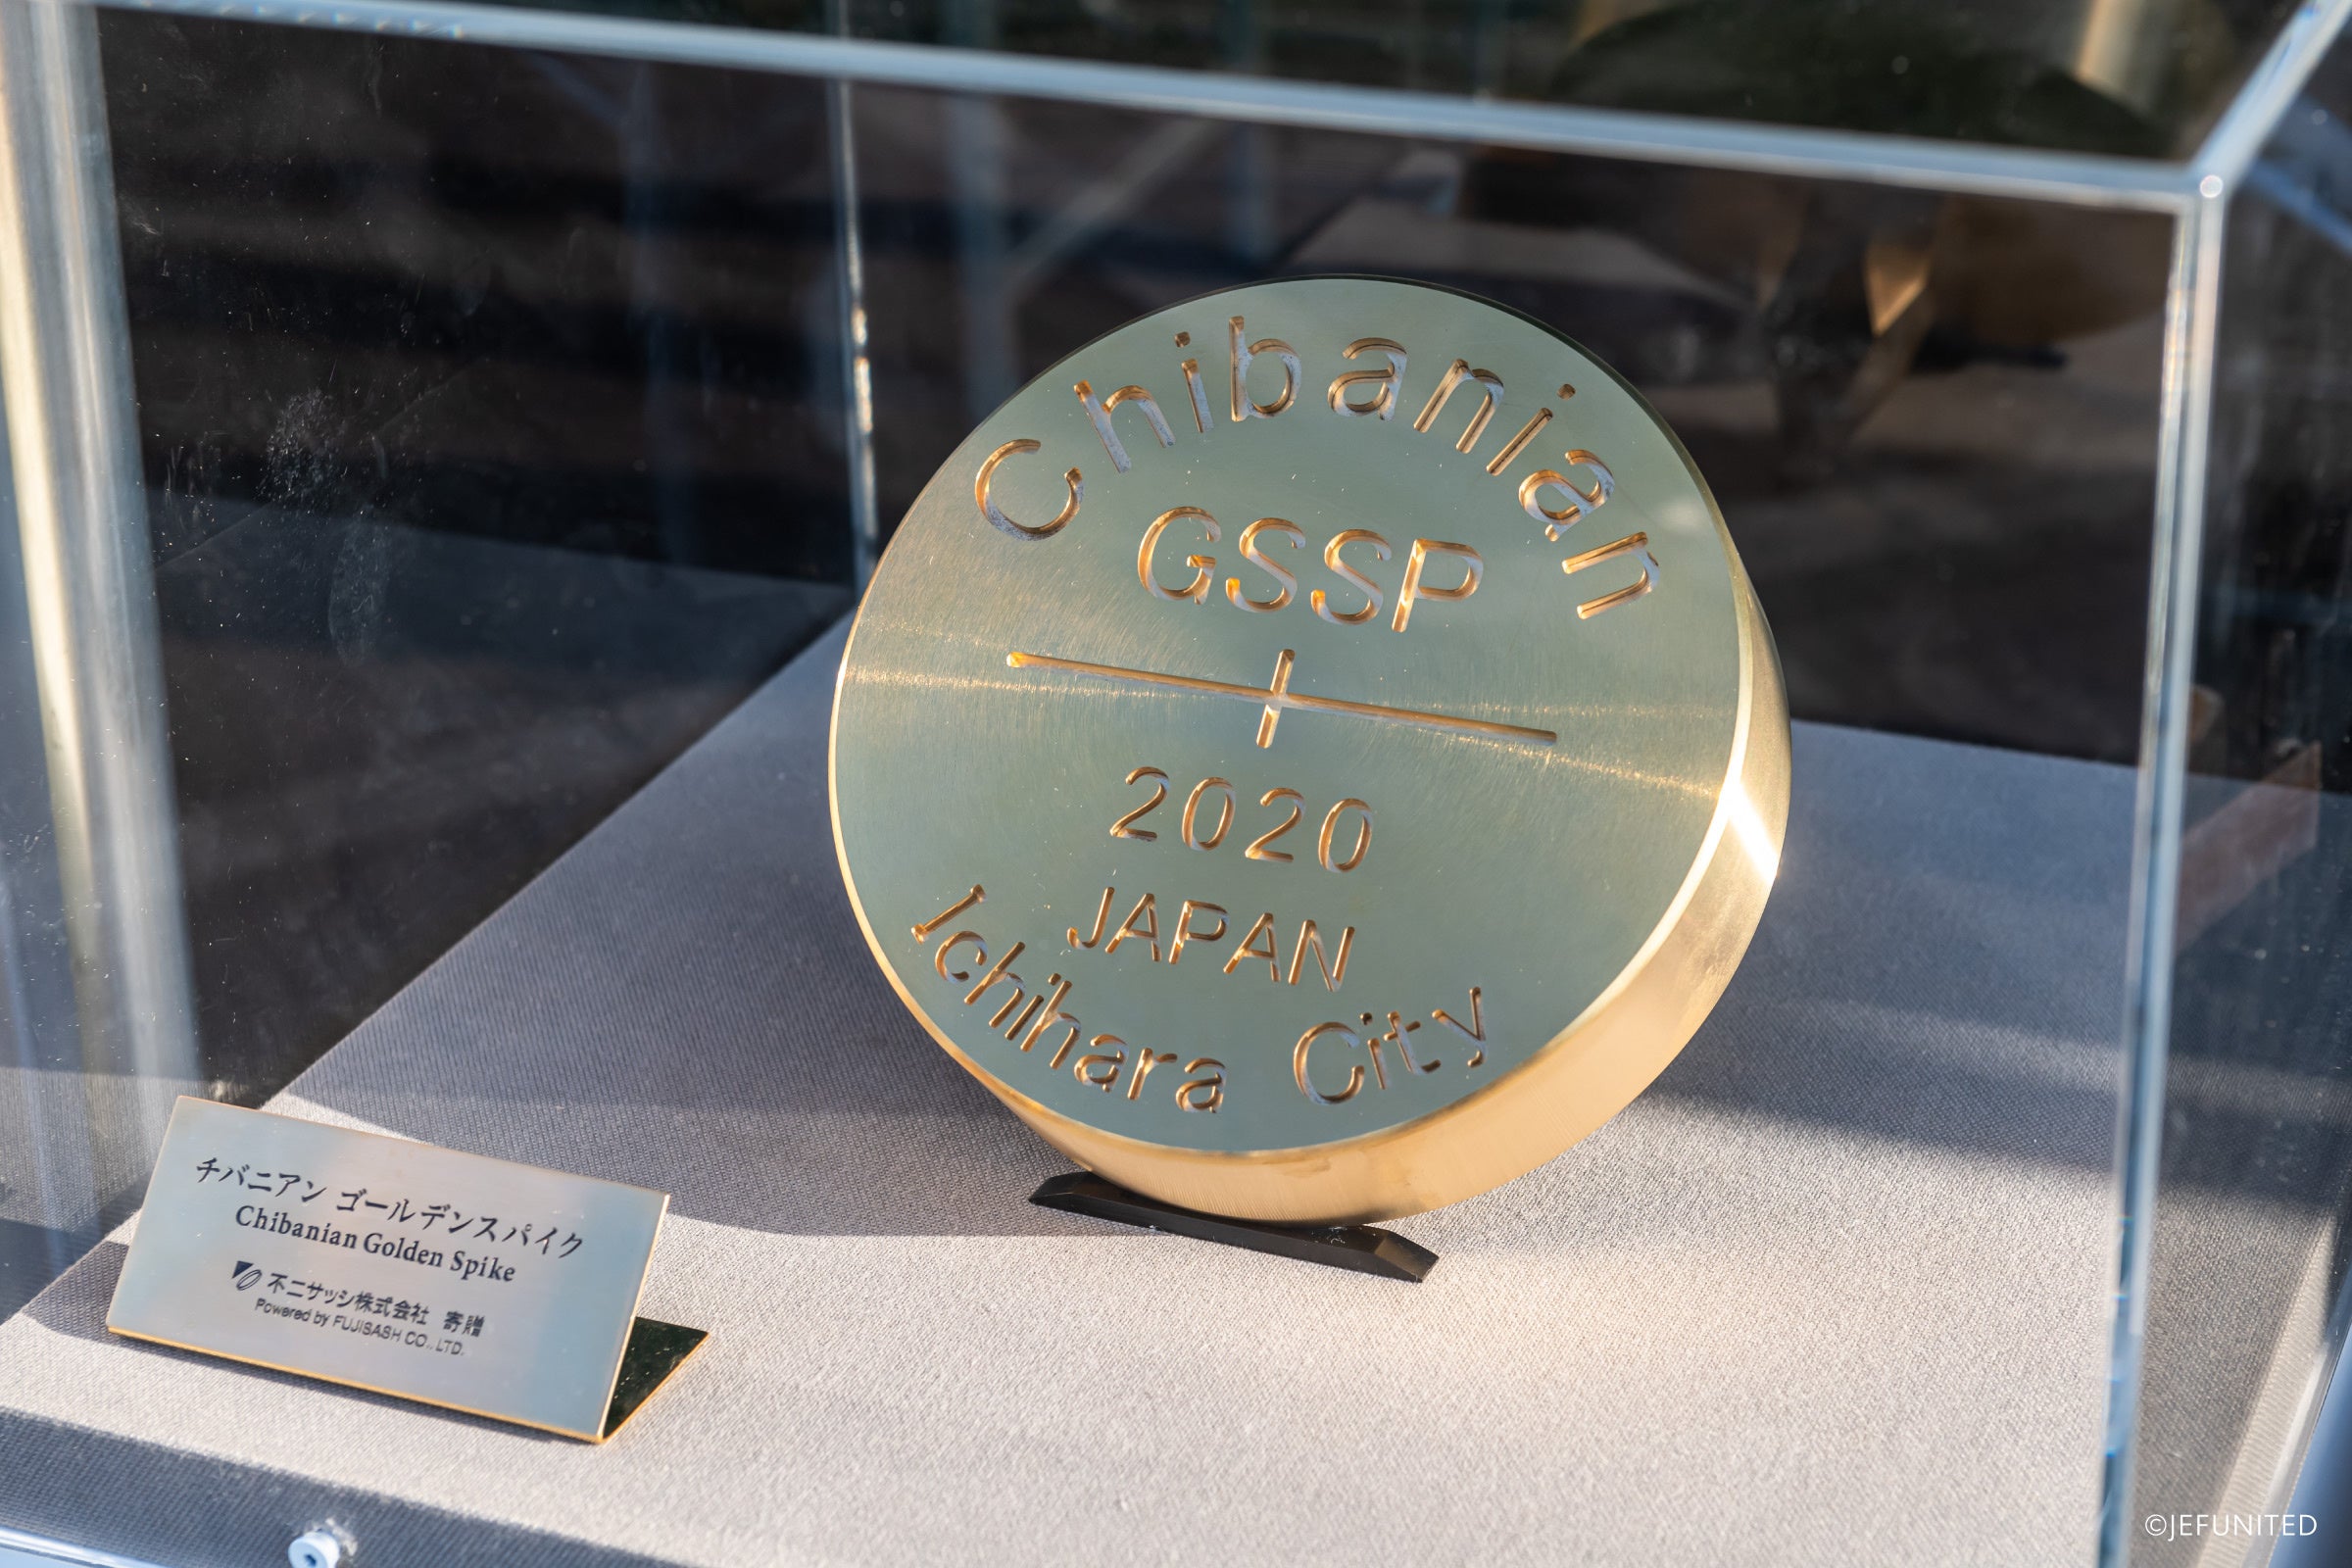 Chibanian
GSSP
2020
JAPAN
Ichihara City
チバニアン ゴールデンスパイク
Chibanian Golden Spike
不二サッシ株式会社 寄贈
Powered by FUJISASH CO., LTD.
©JEFUNITED